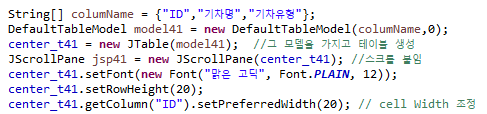 String[] columName = {"ID","기차명","기차유형"};
DefaultTableModel model41 = new DefaultTableModel(columName,0);
center_t41 = new JTable(model41);  //그 모델을 가지고 테이블 생성
JScrollPane jsp41 = new JScrollPane(center_t41); //스크롤 붙임
center_t41.setFont(new Font("맑은 고딕", Font.PLAIN, 12));
center_t41.setRowHeight(20);
center_t41.getColumn("ID").setPreferredWidth(20); // cell Width 조정